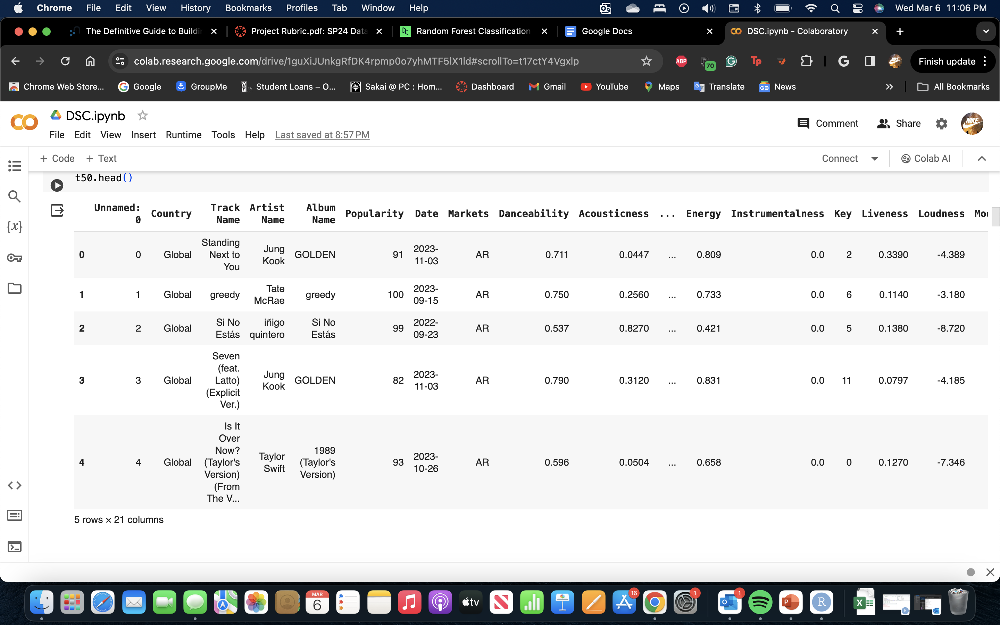 Chrome File Edit View History Bookmarks Profiles Tab Window Help Wed Mar 6 11:06 PM
The Definitive Guide to Buildi Project Rubric.pdf: SP24 Data Random Forest Classification Google Docs DSC.ipynb - Colaboratory
colab.research.google.com/drive/1guXiJUnkgRfDK4rpmp0o7yhMTF5lX1ld#scrollTo=t17ctY4Vgxlp ABP 70 Finish update
Chrome Web Store... Google GroupMe Student Loans – O... Sakai @ PC : Hom... Dashboard Gmail YouTube Maps Translate News All Bookmarks
DSC.ipynb
Comment Share
File Edit View Insert Runtime Tools Help Last saved at 8:57 PM
+ Code + Text Connect Colab AI
t50.head()
Unnamed: Track Artist Album
Country Popularity Date Markets Danceability Acousticness ... Energy Instrumentalness Key Liveness Loudness
0 Name Name Name
Standing
Jung 2023-
0 0 Global Next to GOLDEN 91 AR 0.711 0.0447 ... 0.809 0.0 2 0.3390 -4.389
Kook 11-03
You
Tate 2023-
1 1 Global greedy greedy 100 AR 0.750 0.2560 ... 0.733 0.0 6 0.1140 -3.180
McRae 09-15
Si No iñigo Si No 2022-
2 2 Global 99 AR 0.537 0.8270 ... 0.421 0.0 5 0.1380 -8.720
Estás quintero Estás 09-23
Seven
(feat.
Jung 2023-
3 3 Global Latto) GOLDEN 82 AR 0.790 0.3120 ... 0.831 0.0 11 0.0797 -4.185
Kook 11-03
(Explicit
Ver.)
Is It
Over
Now? 1989
Taylor 2023-
4 4 Global (Taylor's (Taylor's 93 AR 0.596 0.0504 ... 0.658 0.0 0 0.1270 -7.346
Swift 10-26
Version) Version)
(From
The V...
5 rows × 21 columns
MAR 16 1 1
6 tv